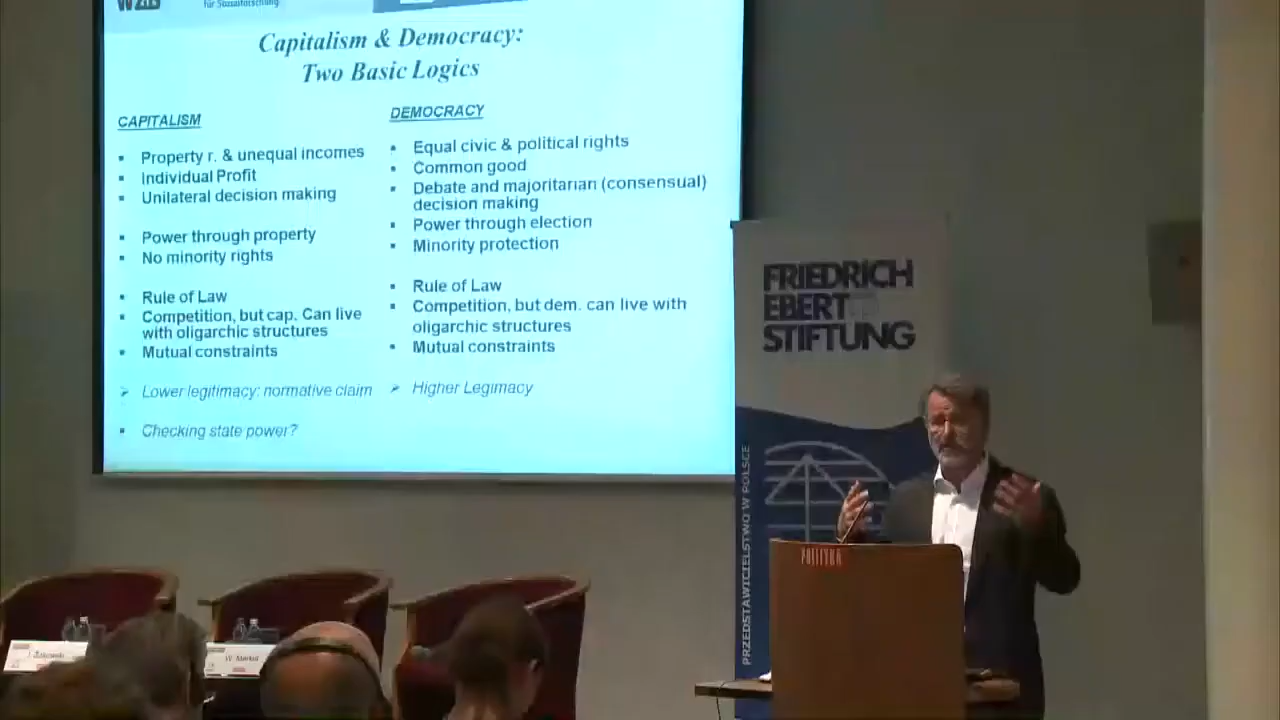 WZB
für Sozialforschung
Capitalism & Democracy:
Two Basic Logics
CAPITALISM
▪ Property r. & unequal incomes
▪ Individual Profit
▪ Unilateral decision making
▪ Power through property
▪ No minority rights
▪ Rule of Law
▪ Competition, but cap. Can live
with oligarchic structures
▪ Mutual constraints
➢ Lower legitimacy: normative claim
▪ Checking state power?
DEMOCRACY
▪ Equal civic & political rights
▪ Common good
▪ Debate and majoritarian (consensual)
decision making
▪ Power through election
▪ Minority protection
▪ Rule of Law
▪ Competition, but dem. can live with
oligarchic structures
▪ Mutual constraints
➢ Higher Legimacy
FRIEDRICH
EBERT
STIFTUNG
PRZEDSTAWICIELSTWO W POLSCE
POLITYKA
W. Merkel